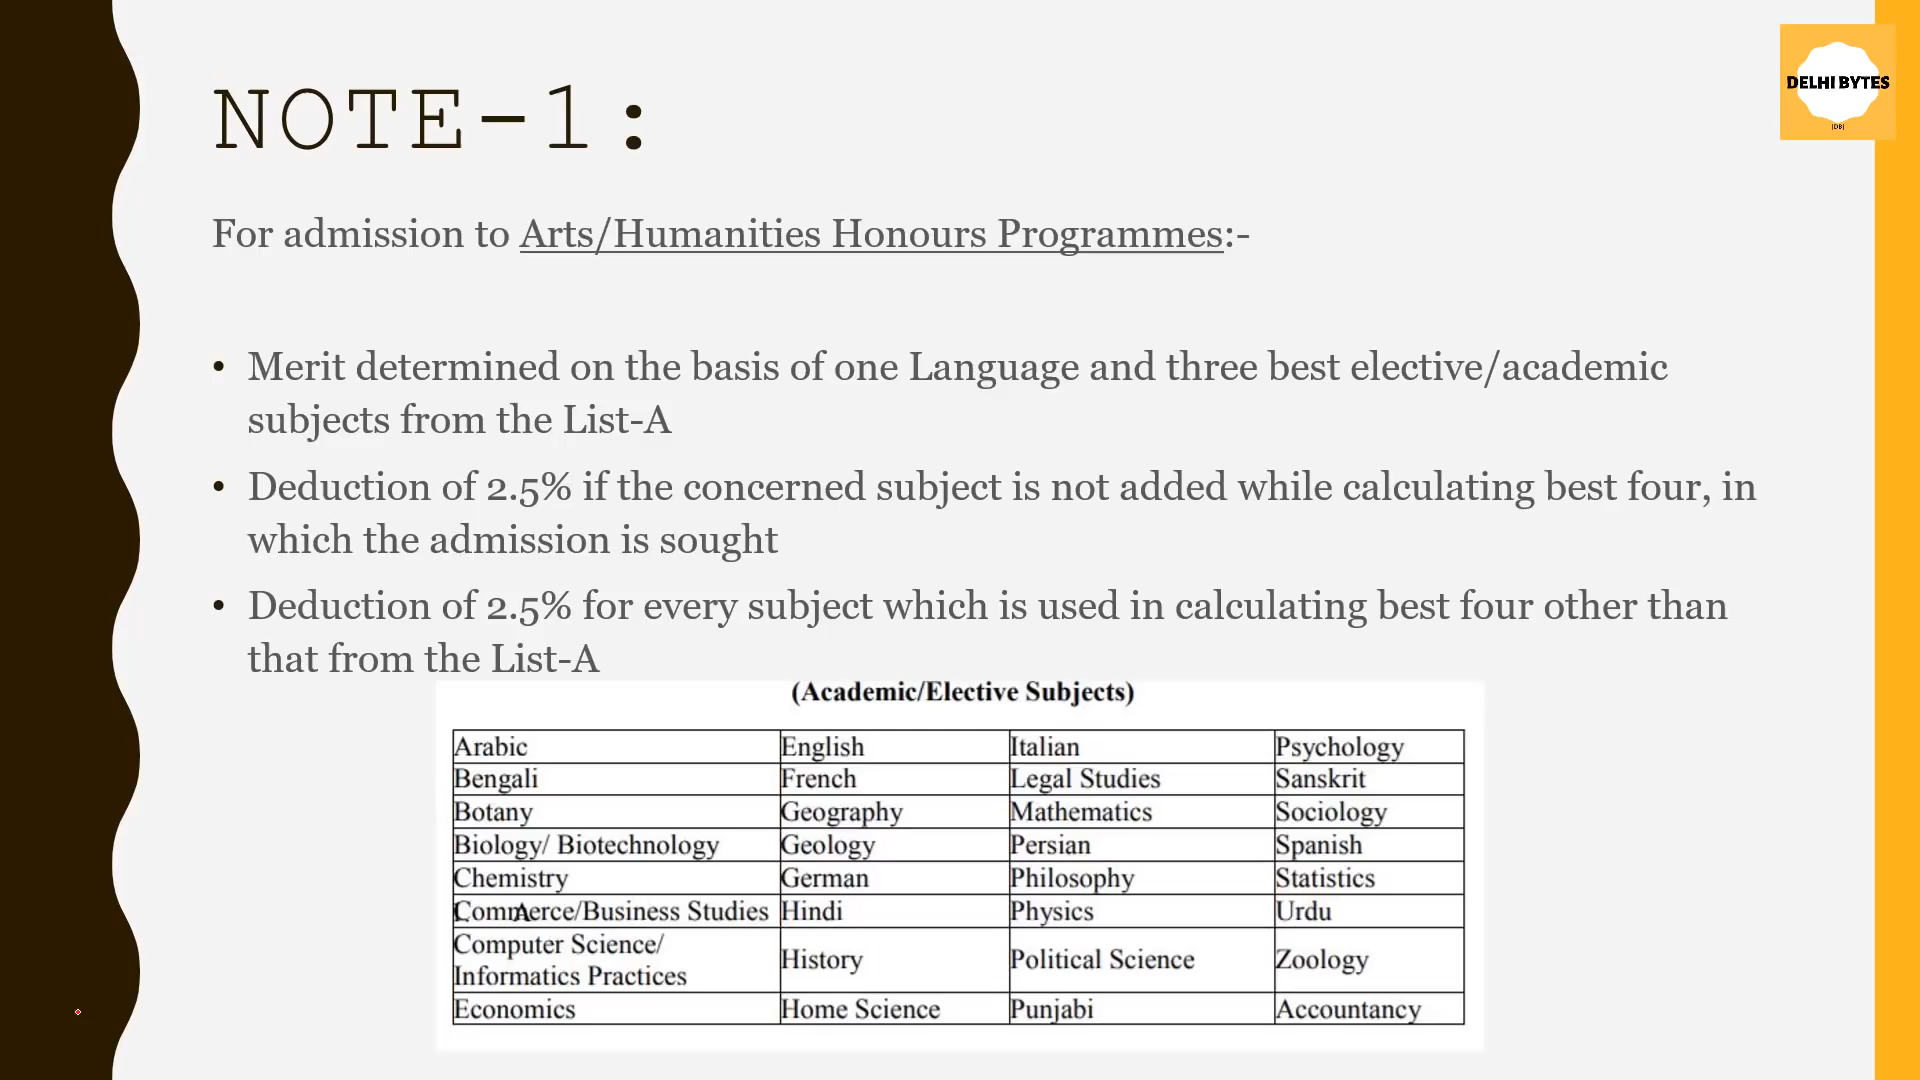 DELHI BYTES
(DB)
NOTE-1:
For admission to Arts/Humanities Honours Programmes:-
• Merit determined on the basis of one Language and three best elective/academic
subjects from the List-A
• Deduction of 2.5% if the concerned subject is not added while calculating best four, in
which the admission is sought
• Deduction of 2.5% for every subject which is used in calculating best four other than
that from the List-A
(Academic/Elective Subjects)
Arabic English Italian Psychology
Bengali French Legal Studies Sanskrit
Botany Geography Mathematics Sociology
Biology/ Biotechnology Geology Persian Spanish
Chemistry German Philosophy Statistics
Commerce/Business Studies Hindi Physics Urdu
Computer Science/
Informatics Practices History Political Science Zoology
Economics Home Science Punjabi Accountancy